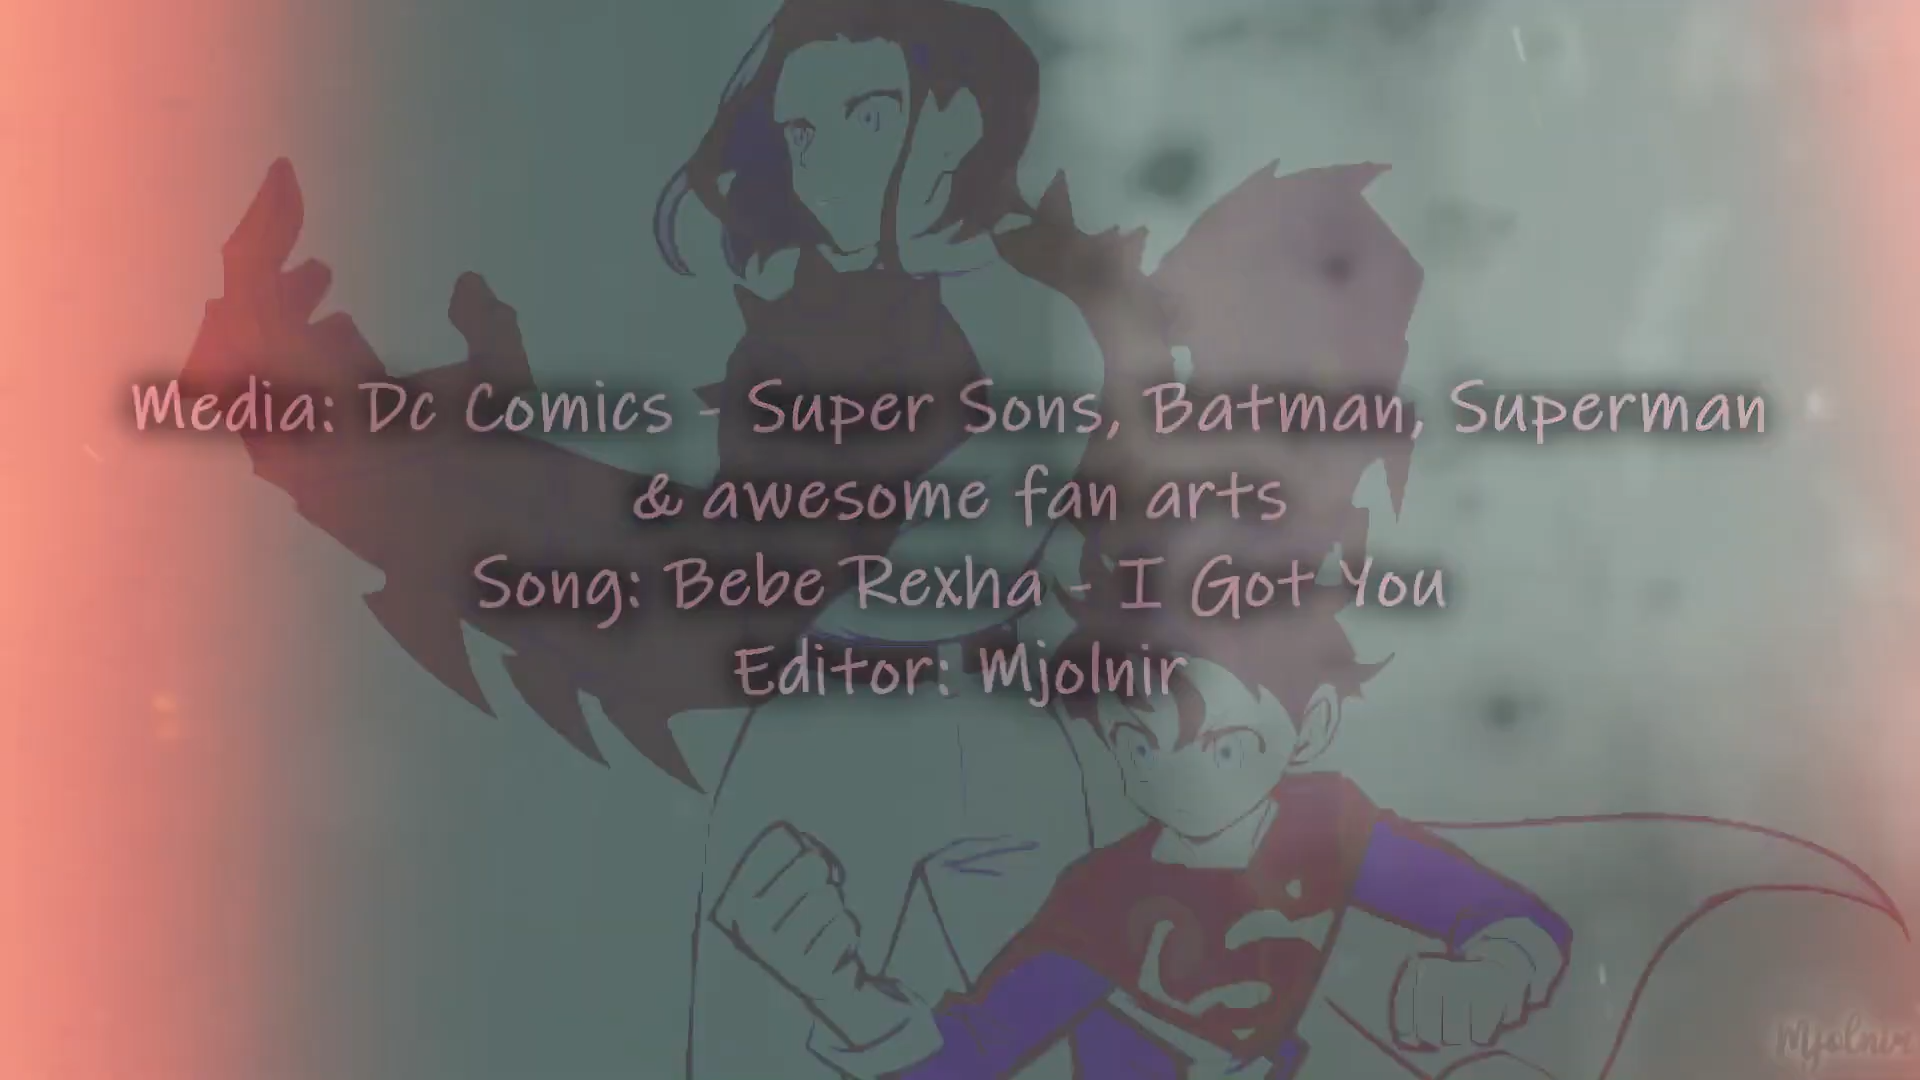 Media: Dc Comics - Super Sons, Batman, Superman
& awesome fan arts
Song: Bebe Rexha - I Got You
Editor: Mjolnir
Mjolnir